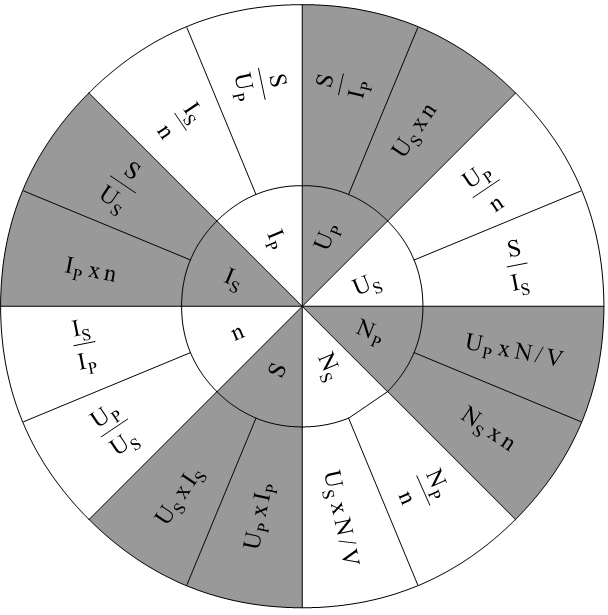 S / I_P
U_S x n
U_P / n
S / I_S
U_P x N/V
N_S x n
N_P / n
U_S x N/V
U_P x I_P
U_S x I_S
U_P / U_S
I_S / I_P
I_P x n
S / U_S
I_S / n
S / U_P
U_P
U_S
N_P
N_S
S
n
I_S
I_P